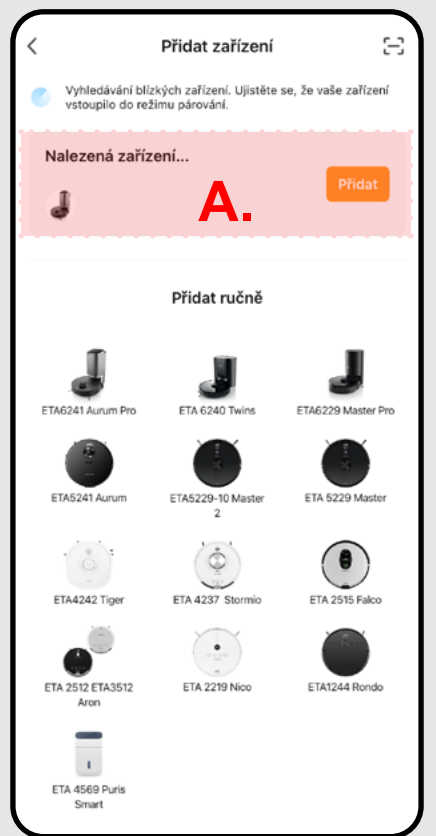 Přidat zařízení
Vyhledávání blízkých zařízení. Ujistěte se, že vaše zařízení
vstoupilo do režimu párování.
Nalezená zařízení...
Přidat
A.
Přidat ručně
ETA6241 Aurum Pro
ETA 6240 Twins
ETA6229 Master Pro
ETA5241 Aurum
ETA5229-10 Master
2
ETA 5229 Master
ETA4242 Tiger
ETA 4237 Stormio
ETA 2515 Falco
ETA 2512 ETA3512
Aron
ETA 2219 Nico
ETA1244 Rondo
ETA 4569 Puris
Smart